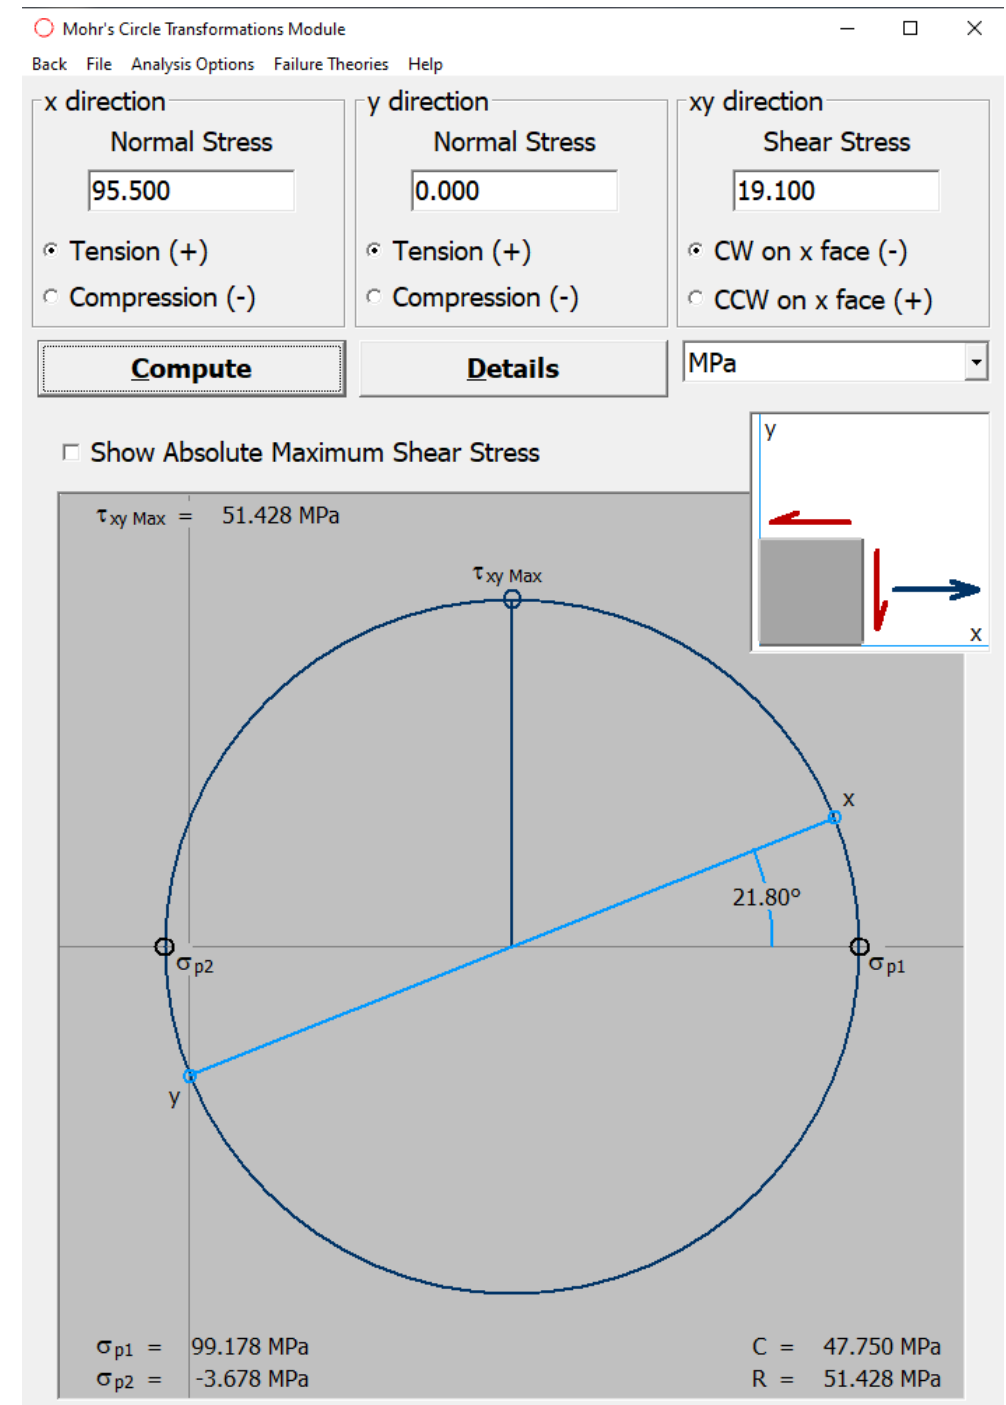 Mohr's Circle Transformations Module
Back File Analysis Options Failure Theories Help
x direction y direction xy direction
Normal Stress Normal Stress Shear Stress
95.500 0.000 19.100
Tension (+) Tension (+) CW on x face (-)
Compression (-) Compression (-) CCW on x face (+)
Compute Details MPa
y
Show Absolute Maximum Shear Stress
τxy Max = 51.428 MPa
τxy Max
x
x
21.80°
σp2 σp1
y
σp1 = 99.178 MPa C = 47.750 MPa
σp2 = -3.678 MPa R = 51.428 MPa